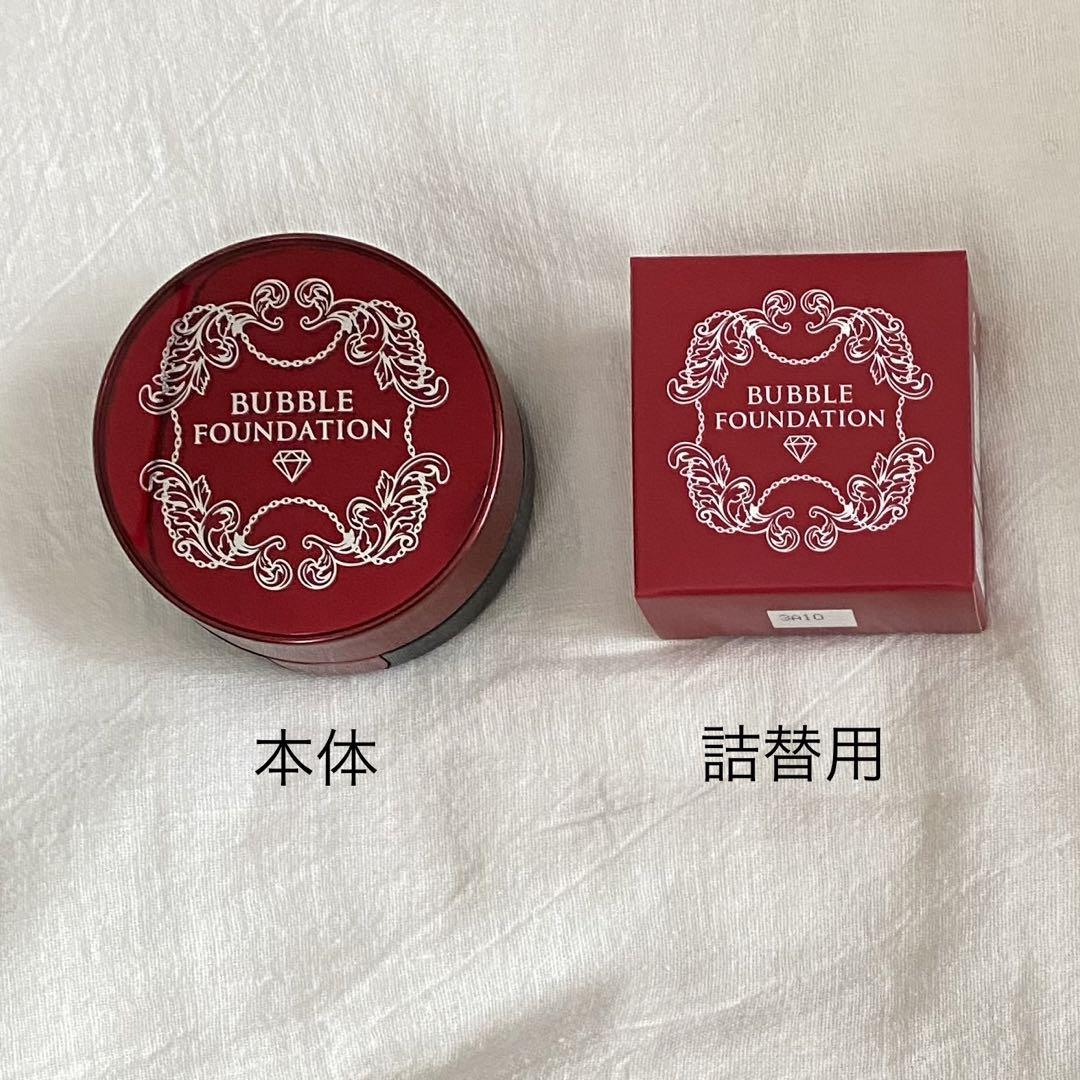 BUBBLE
FOUNDATION
BUBBLE
FOUNDATION
3A10
本体
詰替用